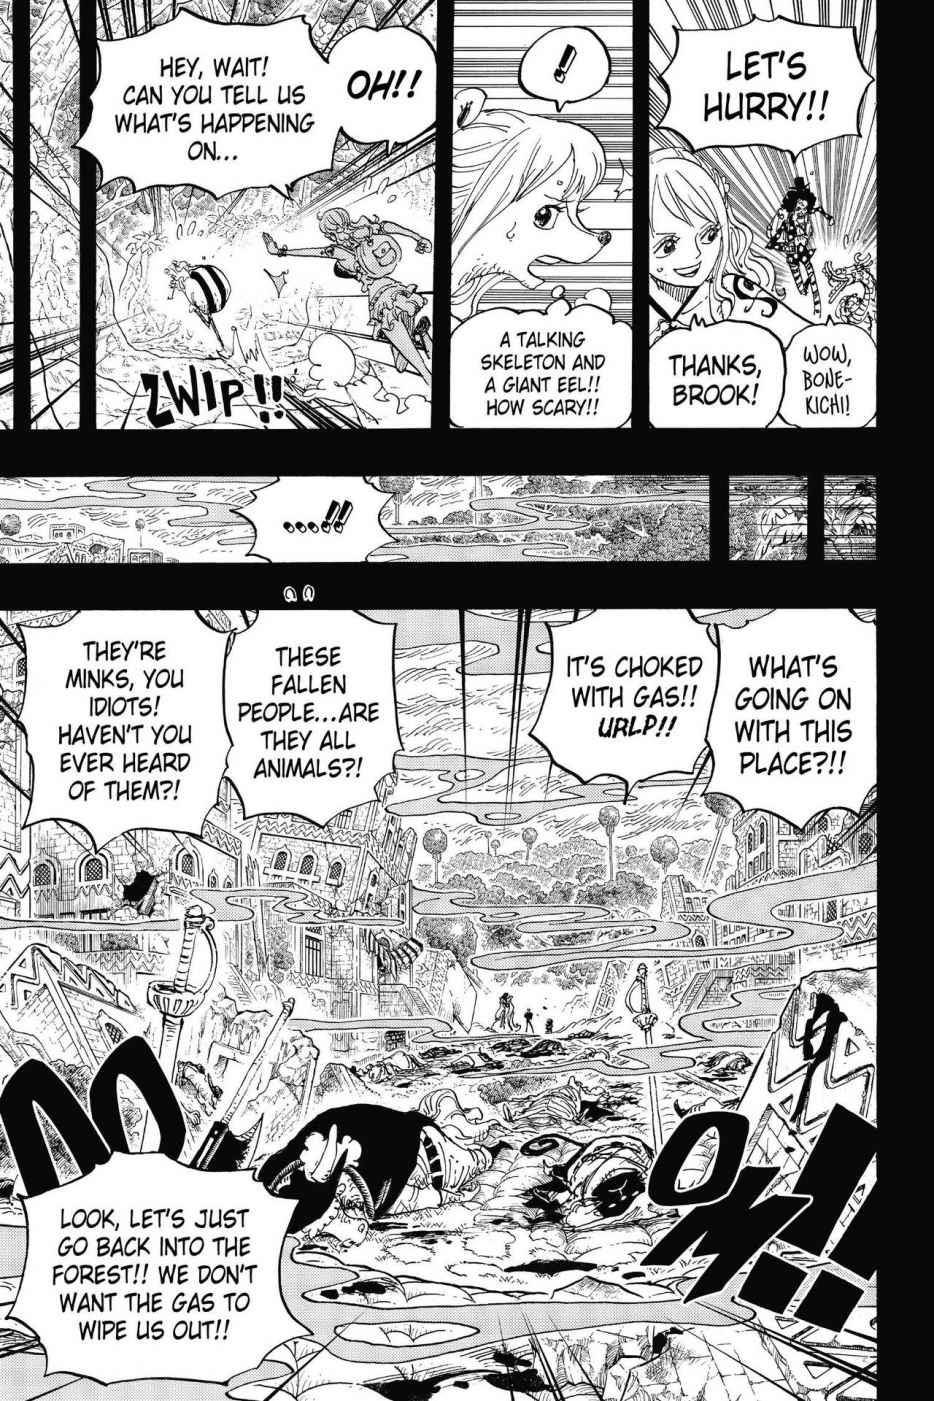 LET'S
HURRY!!
WOW,
BONE-
KICHI!
THANKS,
BROOK!
!
A TALKING
SKELETON AND
A GIANT EEL!!
HOW SCARY!!
OH!!
HEY, WAIT!
CAN YOU TELL US
WHAT'S HAPPENING
ON...
ZWIP!!
...!!
WHAT'S
GOING ON
WITH THIS
PLACE?!!
IT'S CHOKED
WITH GAS!!
URLP!!
THESE
FALLEN
PEOPLE...ARE
THEY ALL
ANIMALS?!
THEY'RE
MINKS, YOU
IDIOTS!
HAVEN'T YOU
EVER HEARD
OF THEM?!
LOOK, LET'S JUST
GO BACK INTO THE
FOREST!! WE DON'T
WANT THE GAS TO
WIPE US OUT!!